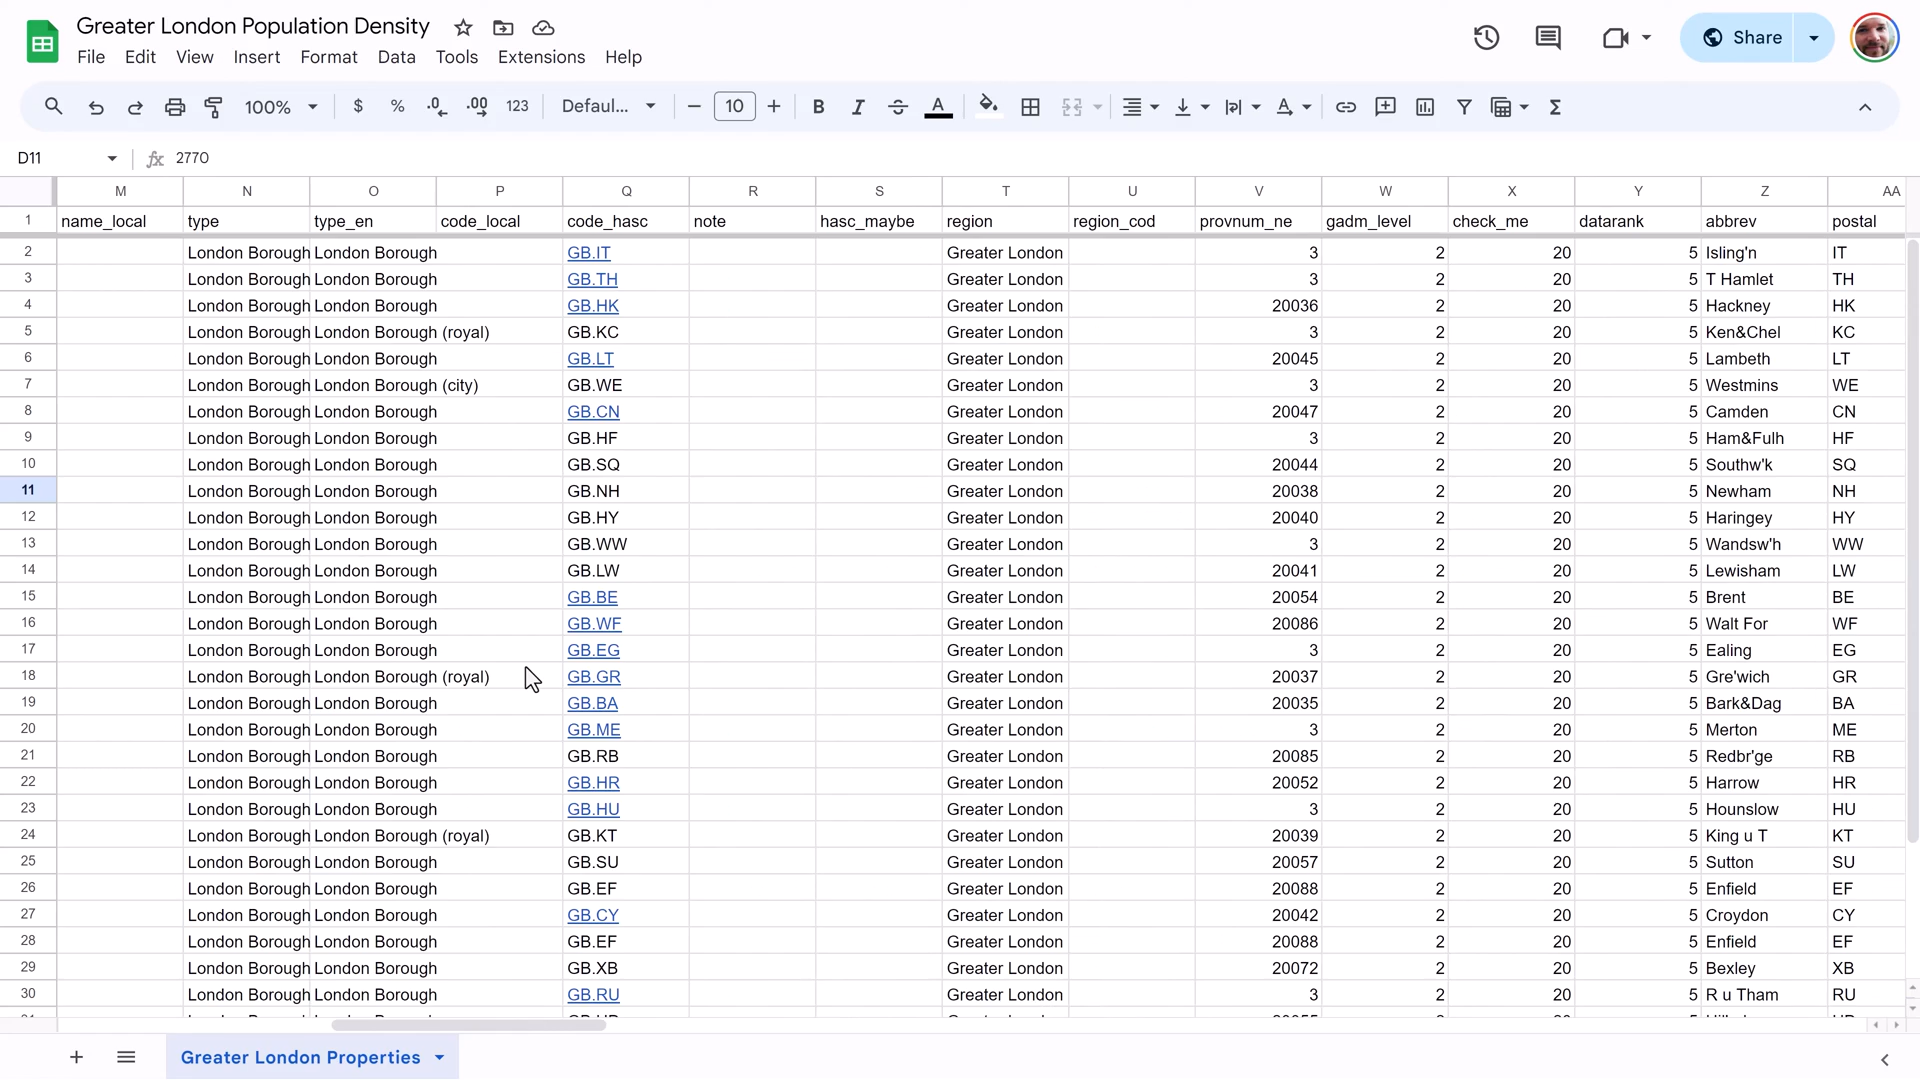 Greater London Population Density
File Edit View Insert Format Data Tools Extensions Help
Share
100% $ % .0 .00 123 Defaul... 10 B I S A Σ
D11 fx 2770
M N O P Q R S T U V W X Y Z AA
1 name_local type type_en code_local code_hasc note hasc_maybe region region_cod provnum_ne gadm_level check_me datarank abbrev postal
2 London Borough London Borough GB.IT Greater London 3 2 20 5 Isling'n IT
3 London Borough London Borough GB.TH Greater London 3 2 20 5 T Hamlet TH
4 London Borough London Borough GB.HK Greater London 20036 2 20 5 Hackney HK
5 London Borough London Borough (royal) GB.KC Greater London 3 2 20 5 Ken&Chel KC
6 London Borough London Borough GB.LT Greater London 20045 2 20 5 Lambeth LT
7 London Borough London Borough (city) GB.WE Greater London 3 2 20 5 Westmins WE
8 London Borough London Borough GB.CN Greater London 20047 2 20 5 Camden CN
9 London Borough London Borough GB.HF Greater London 3 2 20 5 Ham&Fulh HF
10 London Borough London Borough GB.SQ Greater London 20044 2 20 5 Southw'k SQ
11 London Borough London Borough GB.NH Greater London 20038 2 20 5 Newham NH
12 London Borough London Borough GB.HY Greater London 20040 2 20 5 Haringey HY
13 London Borough London Borough GB.WW Greater London 3 2 20 5 Wandsw'h WW
14 London Borough London Borough GB.LW Greater London 20041 2 20 5 Lewisham LW
15 London Borough London Borough GB.BE Greater London 20054 2 20 5 Brent BE
16 London Borough London Borough GB.WF Greater London 20086 2 20 5 Walt For WF
17 London Borough London Borough GB.EG Greater London 3 2 20 5 Ealing EG
18 London Borough London Borough (royal) GB.GR Greater London 20037 2 20 5 Gre'wich GR
19 London Borough London Borough GB.BA Greater London 20035 2 20 5 Bark&Dag BA
20 London Borough London Borough GB.ME Greater London 3 2 20 5 Merton ME
21 London Borough London Borough GB.RB Greater London 20085 2 20 5 Redbr'ge RB
22 London Borough London Borough GB.HR Greater London 20052 2 20 5 Harrow HR
23 London Borough London Borough GB.HU Greater London 3 2 20 5 Hounslow HU
24 London Borough London Borough (royal) GB.KT Greater London 20039 2 20 5 King u T KT
25 London Borough London Borough GB.SU Greater London 20057 2 20 5 Sutton SU
26 London Borough London Borough GB.EF Greater London 20088 2 20 5 Enfield EF
27 London Borough London Borough GB.CY Greater London 20042 2 20 5 Croydon CY
28 London Borough London Borough GB.EF Greater London 20088 2 20 5 Enfield EF
29 London Borough London Borough GB.XB Greater London 20072 2 20 5 Bexley XB
30 London Borough London Borough GB.RU Greater London 3 2 20 5 R u Tham RU
Greater London Properties